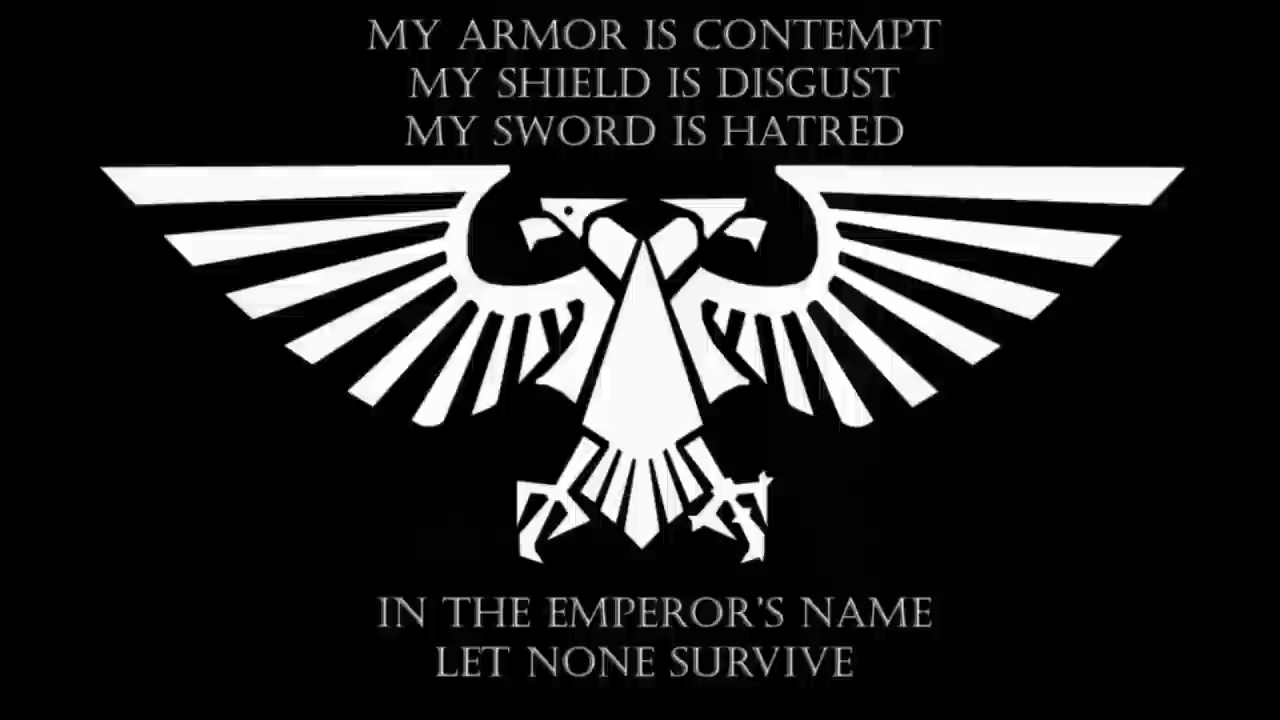 MY ARMOR IS CONTEMPT
MY SHIELD IS DISGUST
MY SWORD IS HATRED
IN THE EMPEROR'S NAME
LET NONE SURVIVE